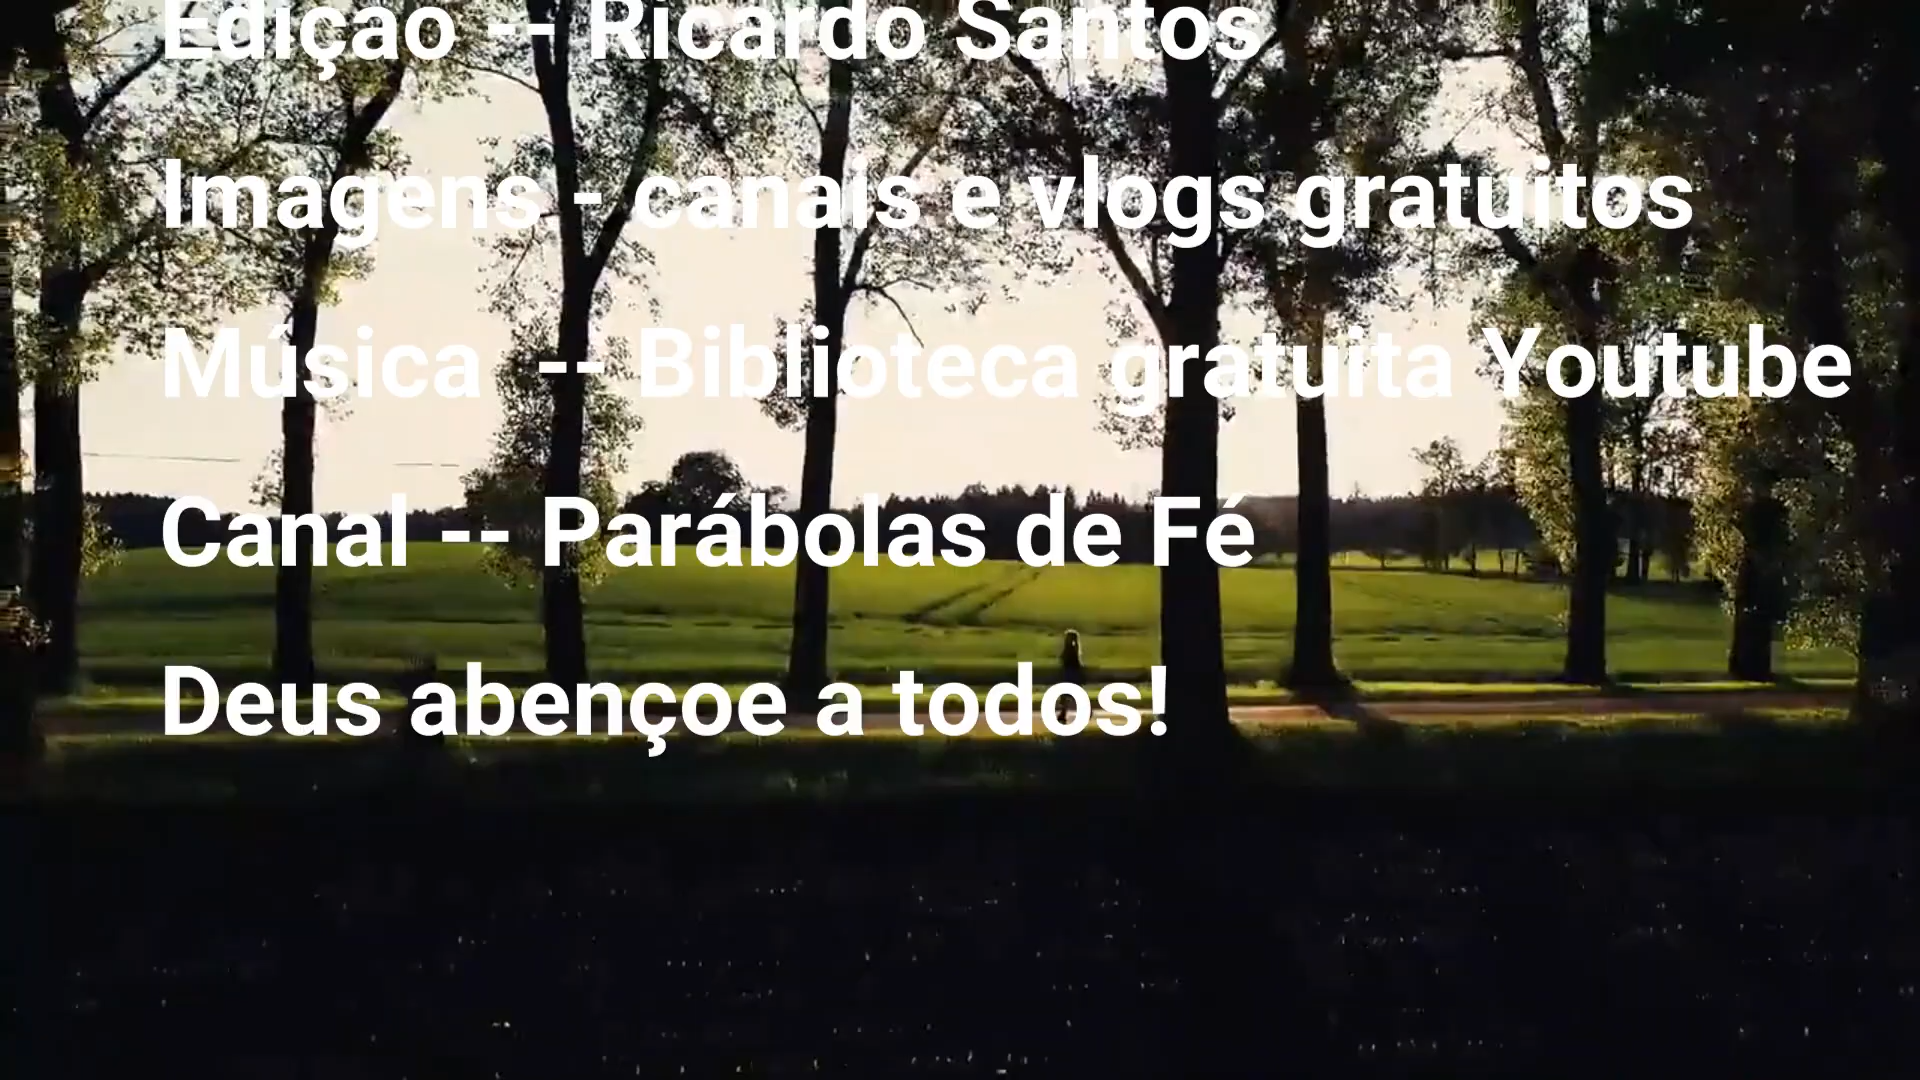 Edição -- Ricardo Santos
Imagens - canais e vlogs gratuitos
Música -- Biblioteca gratuita Youtube
Canal -- Parábolas de Fé
Deus abençoe a todos!